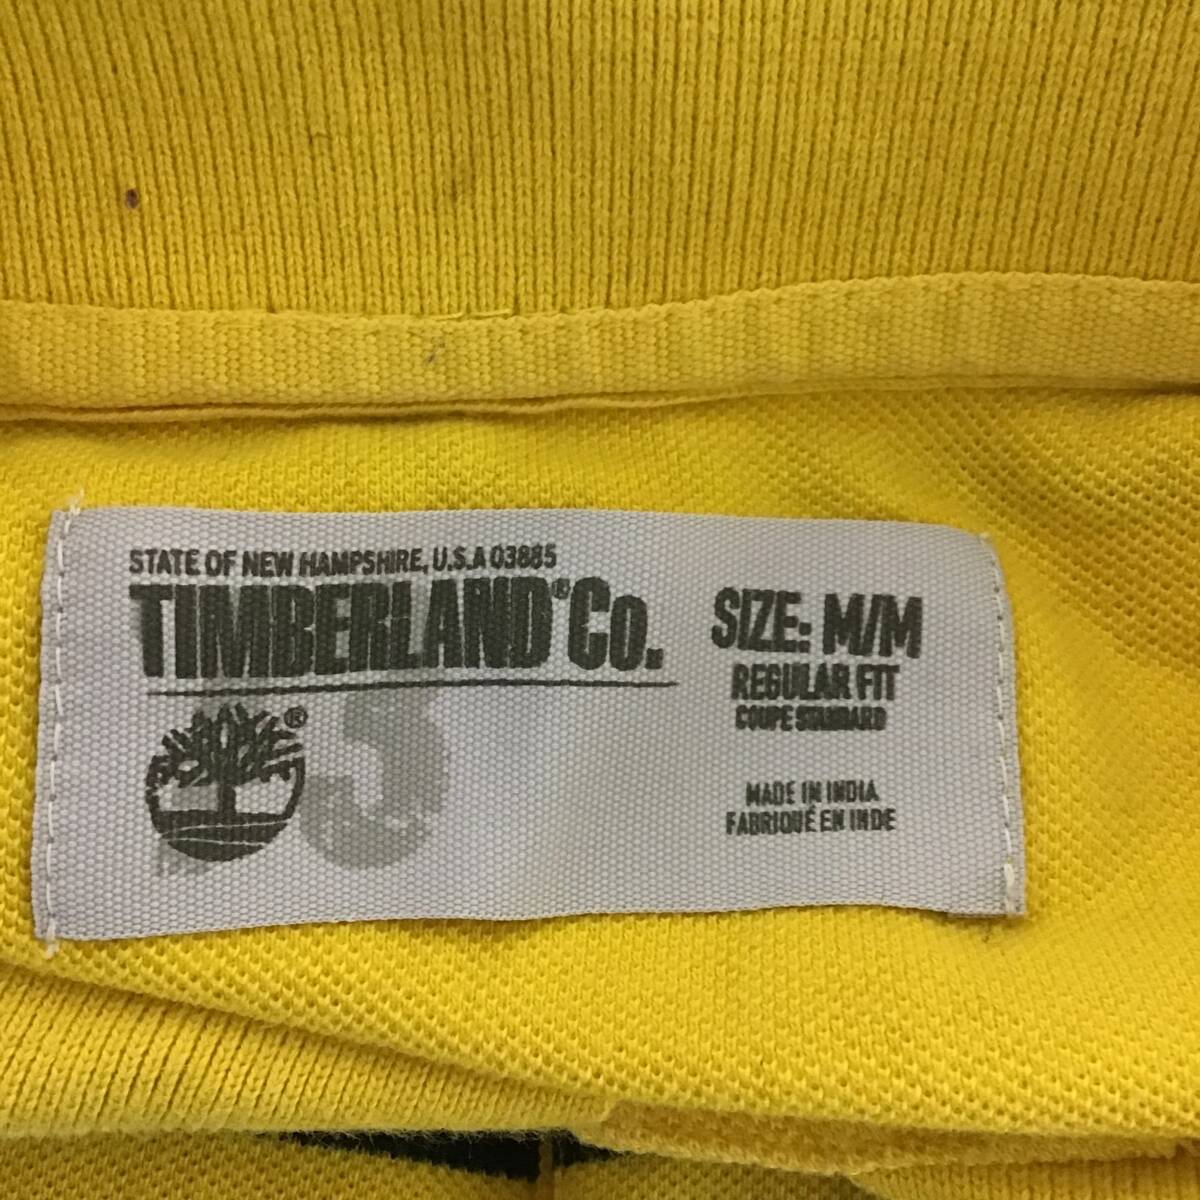 STATE OF NEW HAMPSHIRE, U.S.A 03885
TIMBERLAND® Co.
®
SIZE: M/M
REGULAR FIT
COUPE STANDARD
MADE IN INDIA
FABRIQUÉ EN INDE